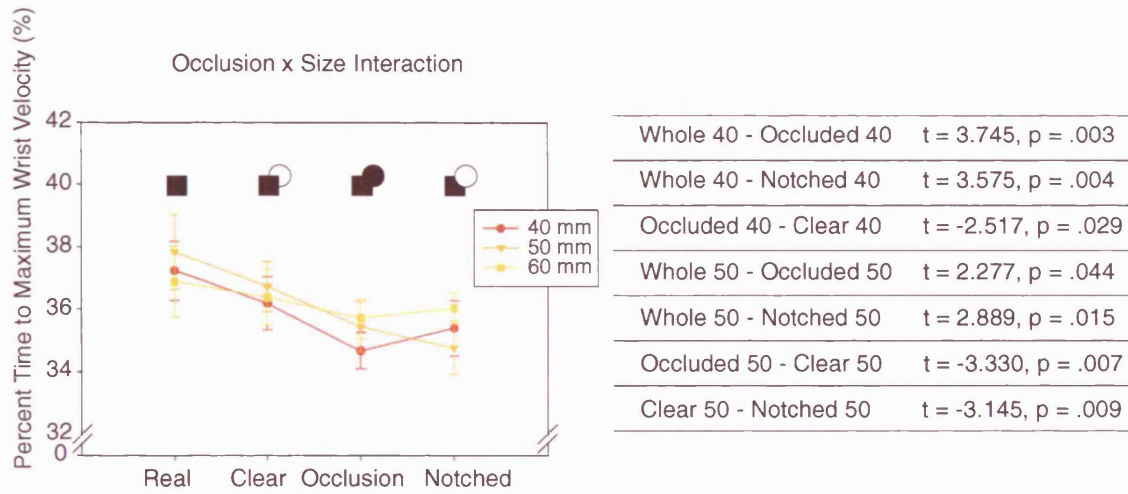 Occlusion x Size Interaction
Percent Time to Maximum Wrist Velocity (%)
42
40
38
36
34
32
0
Real Clear Occlusion Notched
40 mm
50 mm
60 mm
Whole 40 - Occluded 40 t = 3.745, p = .003
Whole 40 - Notched 40 t = 3.575, p = .004
Occluded 40 - Clear 40 t = -2.517, p = .029
Whole 50 - Occluded 50 t = 2.277, p = .044
Whole 50 - Notched 50 t = 2.889, p = .015
Occluded 50 - Clear 50 t = -3.330, p = .007
Clear 50 - Notched 50 t = -3.145, p = .009